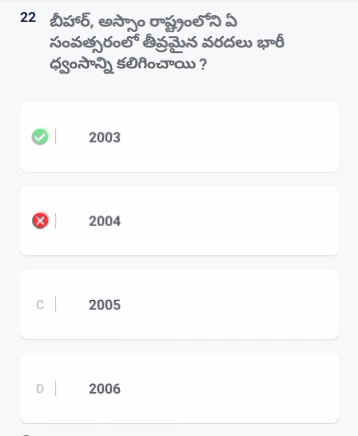 22 బీహార్, అస్సాం రాష్ట్రంలోని ఏ
సంవత్సరంలో తీవ్రమైన వరదలు భారీ
ధ్వంసాన్ని కలిగించాయి ?
2003
2004
C 2005
D 2006